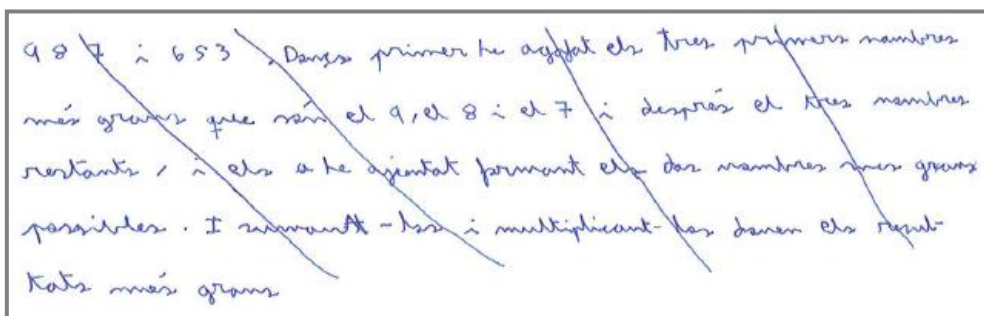 987 i 653. Doncs primer he agafat els tres primers nombres
més grans que són el 9, el 8 i el 7 i després el tres nombres
restants, i els a he ajuntat formant els dos nombres mes grans
possibles. I sumant-los i multiplicant-los donen els resul-
tats més grans